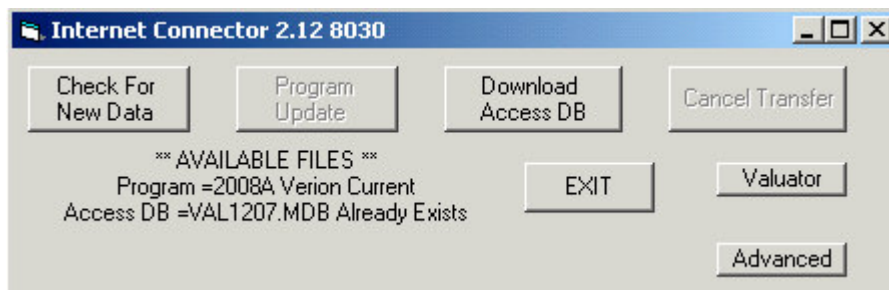 Internet Connector 2.12 8030
Check For
New Data
Program
Update
Download
Access DB
Cancel Transfer
** AVAILABLE FILES **
Program =2008A Verion Current
Access DB =VAL1207.MDB Already Exists
EXIT
Valuator
Advanced